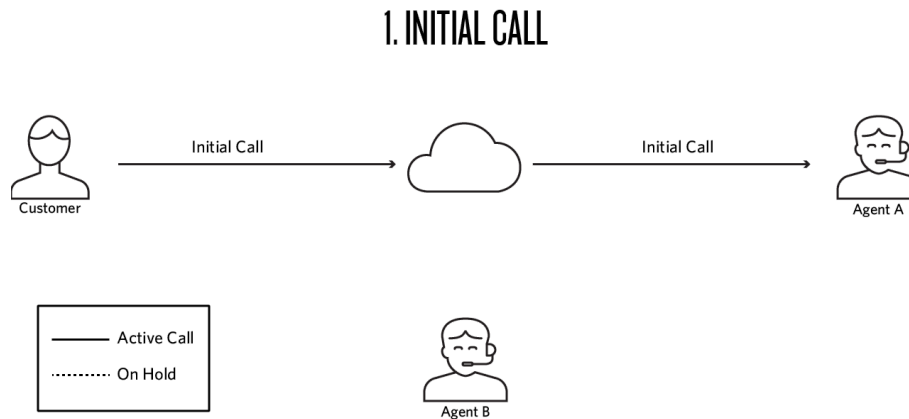 1. INITIAL CALL
Initial Call
Initial Call
Customer
Agent A
Active Call
On Hold
Agent B